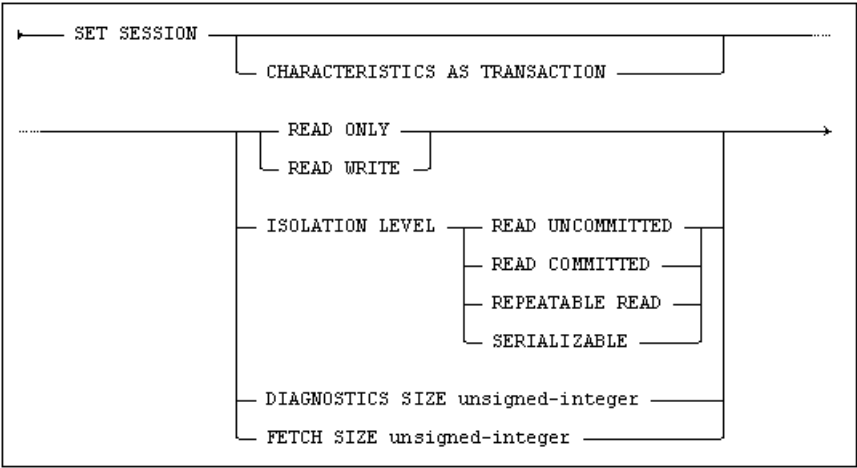 SET SESSION
CHARACTERISTICS AS TRANSACTION
READ ONLY
READ WRITE
ISOLATION LEVEL READ UNCOMMITTED
READ COMMITTED
REPEATABLE READ
SERIALIZABLE
DIAGNOSTICS SIZE unsigned-integer
FETCH SIZE unsigned-integer